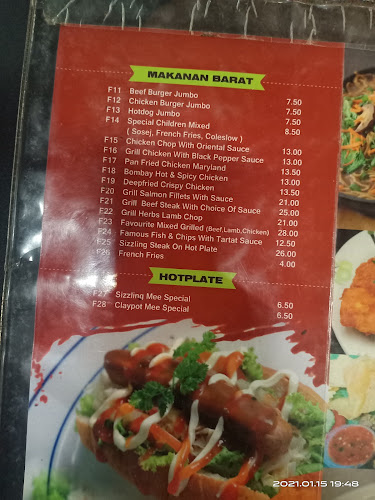 MAKANAN BARAT
F11 Beef Burger Jumbo 7.50
F12 Chicken Burger Jumbo 7.50
F13 Hotdog Jumbo 7.50
F14 Special Children Mixed 8.50
( Sosej, French Fries, Coleslow )
F15 Chicken Chop With Oriental Sauce 13.00
F16 Grill Chicken With Black Pepper Sauce 13.00
F17 Pan Fried Chicken Maryland 13.50
F18 Bombay Hot & Spicy Chicken 13.00
F19 Deepfried Crispy Chicken 13.50
F20 Grill Salmon Fillets With Sauce 21.00
F21 Grill Beef Steak With Choice Of Sauce 25.00
F22 Grill Herbs Lamb Chop 21.00
F23 Favourite Mixed Grilled (Beef,Lamb,Chicken) 28.00
F24 Famous Fish & Chips With Tartat Sauce 12.50
F25 Sizzling Steak On Hot Plate 26.00
F26 French Fries 4.00
HOTPLATE
F27 Sizzlinq Mee Special 6.50
F28 Claypot Mee Special 6.50
2021.01.15 19:48